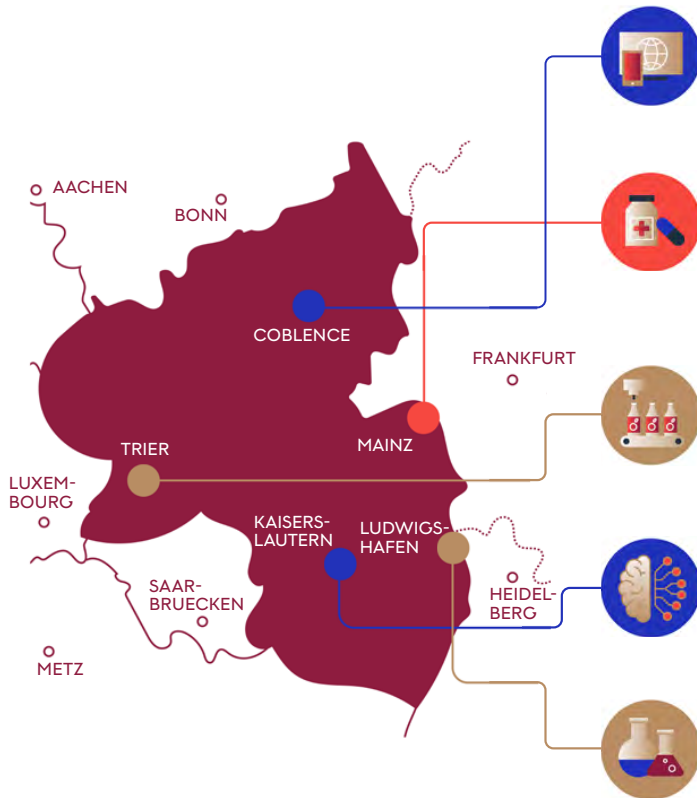 AACHEN
BONN
COBLENCE
FRANKFURT
MAINZ
TRIER
LUXEM-
BOURG
KAISERS-
LAUTERN
LUDWIGS-
HAFEN
SAAR-
BRUECKEN
HEIDEL-
BERG
METZ